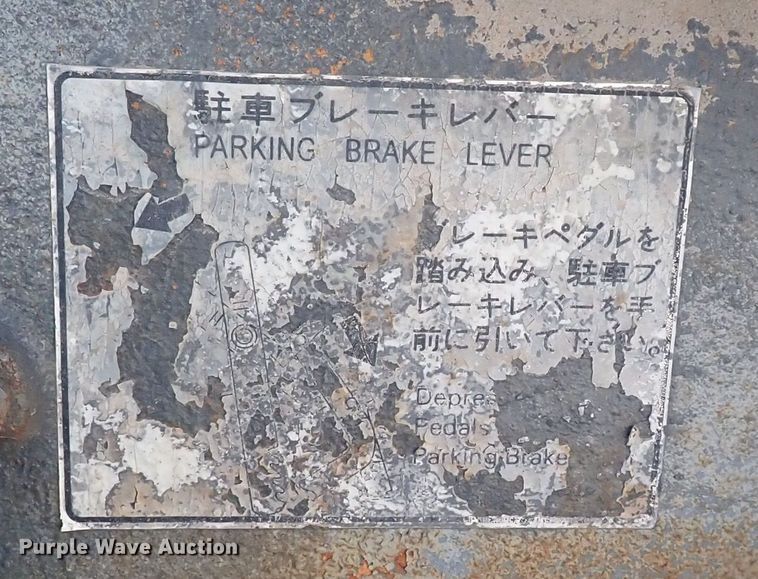 駐車ブレーキレバー
PARKING BRAKE LEVER
レーキペダルを
踏み込み、駐車ブ
レーキレバーを手
前に引いて下さい。
Depres
Pedals
Parking Brake
Purple Wave Auction